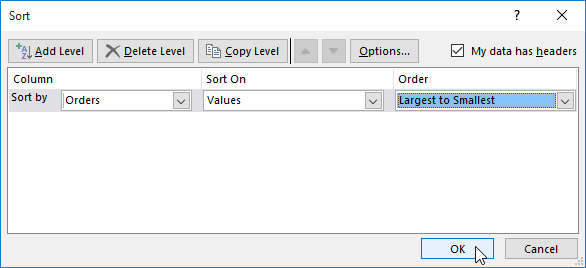 Sort
Add Level Delete Level Copy Level Options... My data has headers
Column Sort On Order
Sort by Orders Values Largest to Smallest
OK Cancel